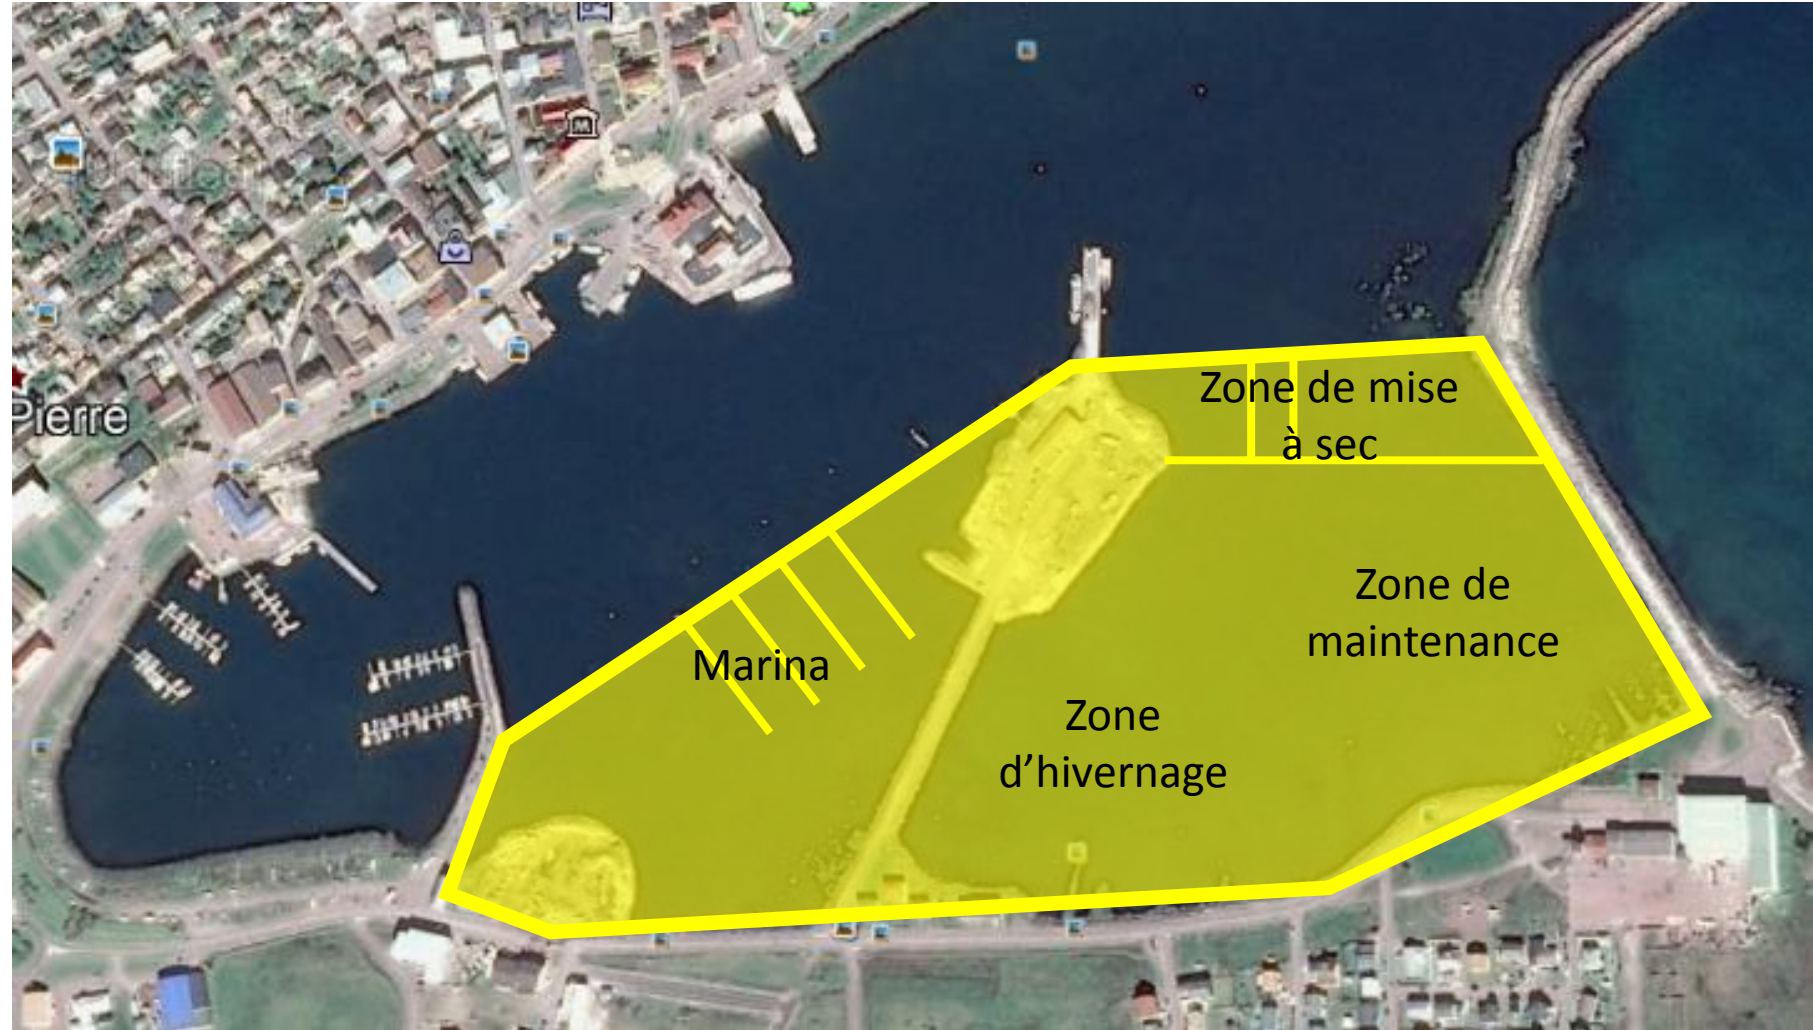 Pierre
Zone de mise
à sec
Zone de
maintenance
Marina
Zone
d’hivernage
M